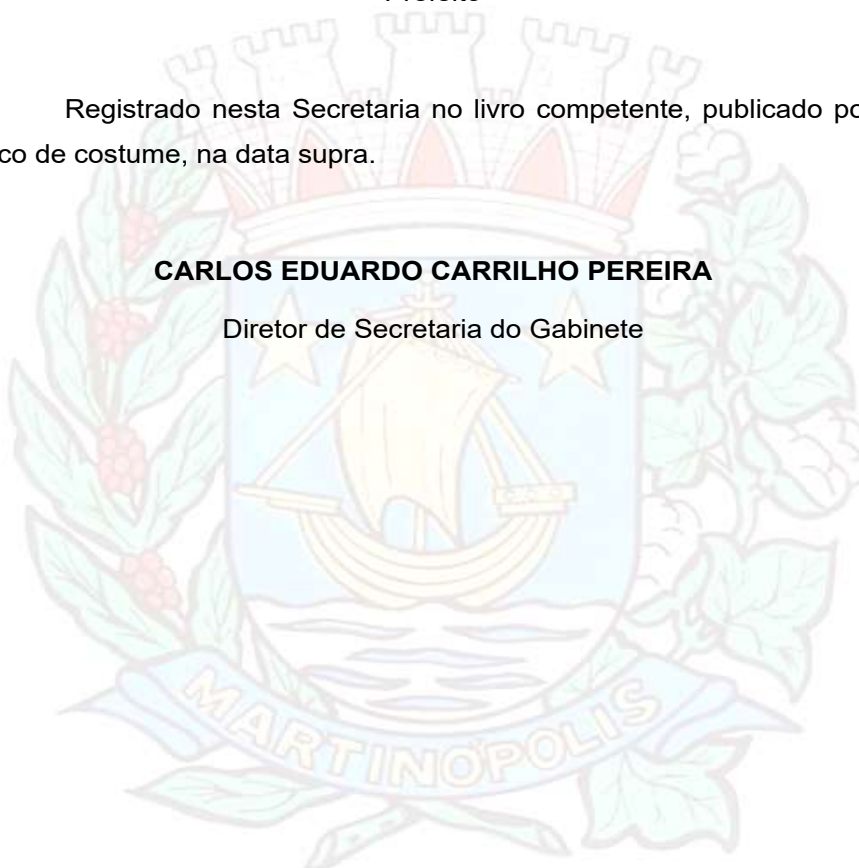 Registrado nesta Secretaria no livro competente, publicado po
co de costume, na data supra.
CARLOS EDUARDO CARRILHO PEREIRA
Diretor de Secretaria do Gabinete
MARTINÓPOLIS